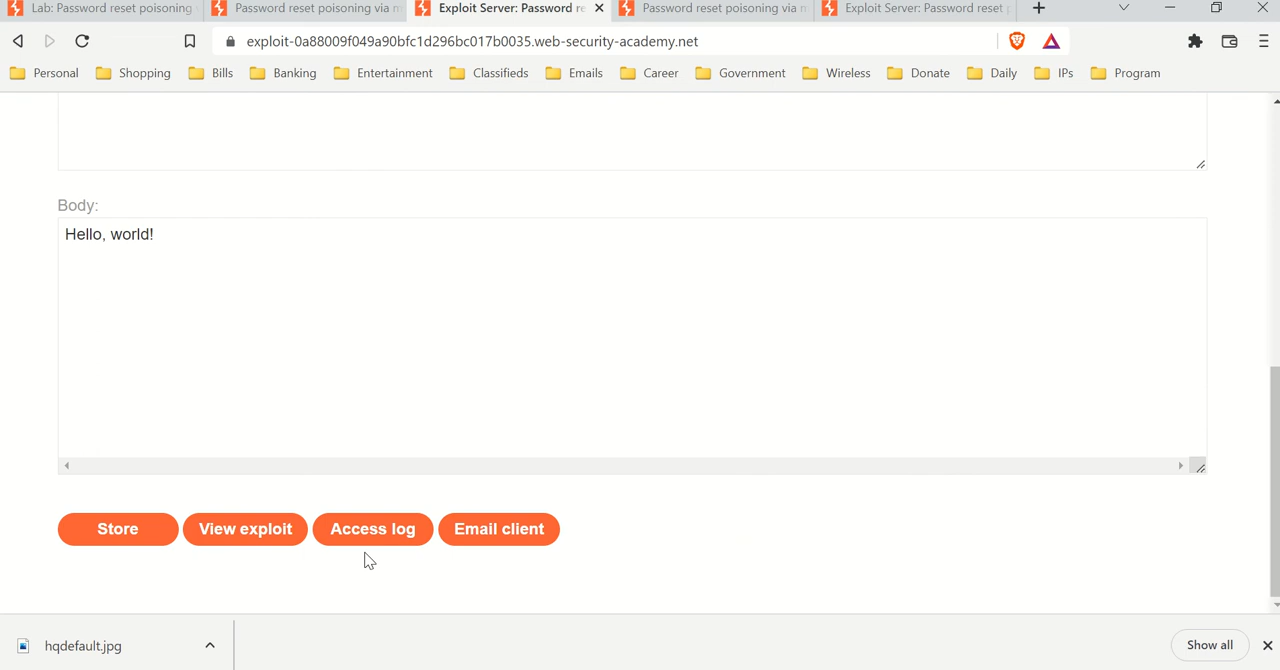 Lab: Password reset poisoning
Password reset poisoning via m
Exploit Server: Password re
Password reset poisoning via m
Exploit Server: Password reset
exploit-0a88009f049a90bfc1d296bc017b0035.web-security-academy.net
Personal Shopping Bills Banking Entertainment Classifieds Emails Career Government Wireless Donate Daily IPs Program
Body:
Hello, world!
Store View exploit Access log Email client
hqdefault.jpg
Show all